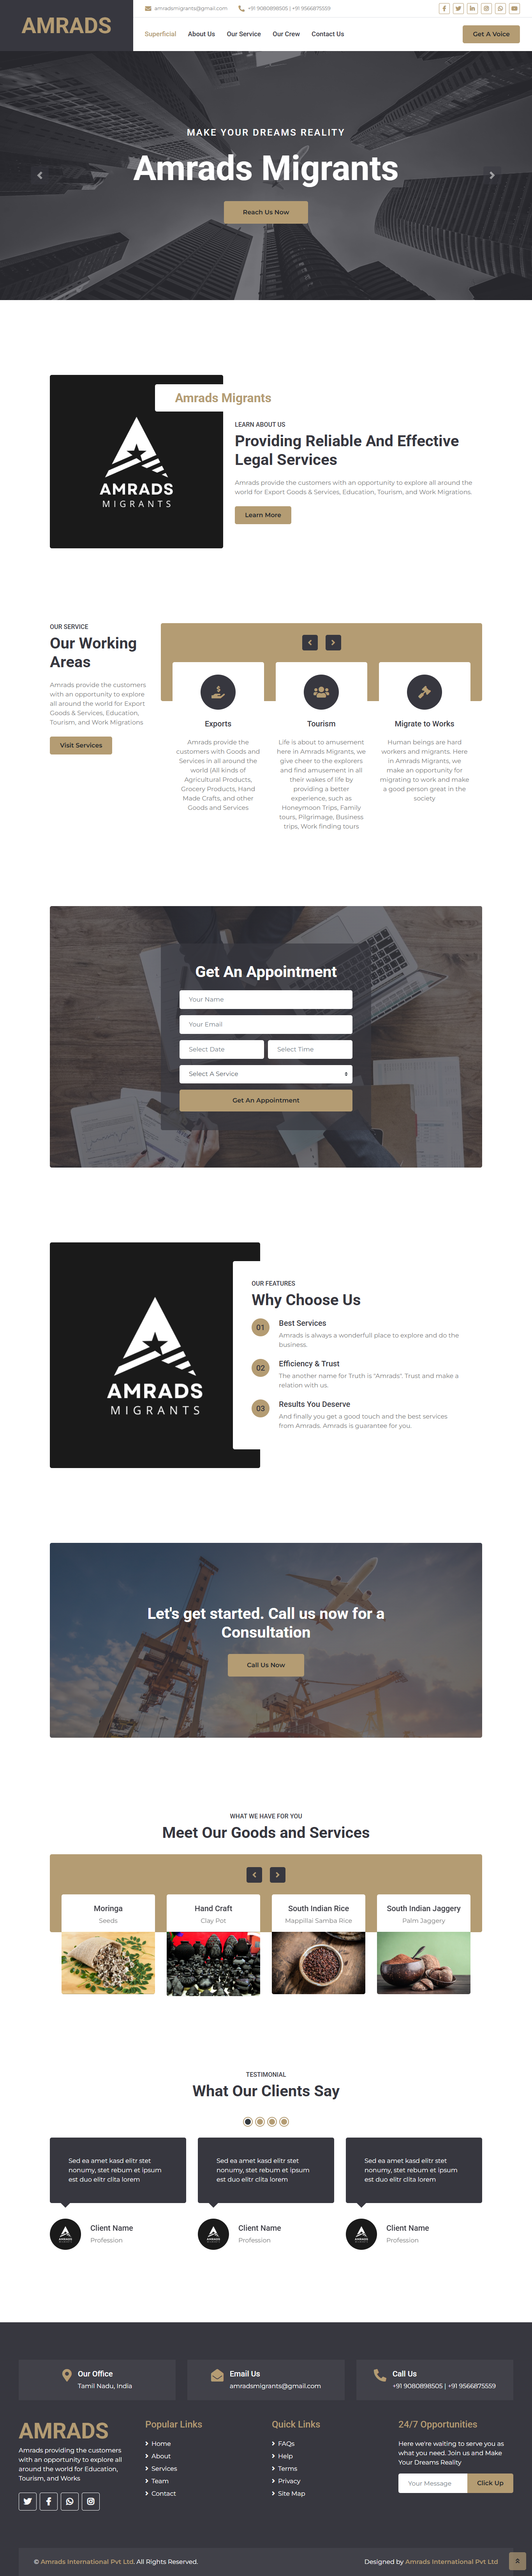 AMRADS
amradsmigrants@gmail.com
+91 9080898505 | +91 9566875559
Superficial
About Us
Our Service
Our Crew
Contact Us
Get A Voice
MAKE YOUR DREAMS REALITY
Amrads Migrants
Reach Us Now
AMRADS
MIGRANTS
Amrads Migrants
LEARN ABOUT US
Providing Reliable And Effective
Legal Services
Amrads provide the customers with an opportunity to explore all around the
world for Export Goods & Services, Education, Tourism, and Work Migrations.
Learn More
OUR SERVICE
Our Working
Areas
Amrads provide the customers
with an opportunity to explore
all around the world for Export
Goods & Services, Education,
Tourism, and Work Migrations
Visit Services
Exports
Amrads provide the
customers with Goods and
Services in all around the
world (All kinds of
Agricultural Products,
Grocery Products, Hand
Made Crafts, and other
Goods and Services
Tourism
Life is about to amusement
here in Amrads Migrants, we
give cheer to the explorers
and find amusement in all
their wakes of life by
providing a better
experience, such as
Honeymoon Trips, Family
tours, Pilgrimage, Business
trips, Work finding tours
Migrate to Works
Human beings are hard
workers and migrants. Here
in Amrads Migrants, we
make an opportunity for
migrating to work and make
a good person great in the
society
Get An Appointment
Your Name
Your Email
Select Date
Select Time
Select A Service
Get An Appointment
AMRADS
MIGRANTS
OUR FEATURES
Why Choose Us
01
Best Services
Amrads is always a wonderfull place to explore and do the
business.
02
Efficiency & Trust
The another name for Truth is "Amrads". Trust and make a
relation with us.
03
Results You Deserve
And finally you get a good touch and the best services
from Amrads. Amrads is guarantee for you.
Let's get started. Call us now for a
Consultation
Call Us Now
WHAT WE HAVE FOR YOU
Meet Our Goods and Services
Moringa
Seeds
Hand Craft
Clay Pot
South Indian Rice
Mappillai Samba Rice
South Indian Jaggery
Palm Jaggery
TESTIMONIAL
What Our Clients Say
Sed ea amet kasd elitr stet
nonumy, stet rebum et ipsum
est duo elitr clita lorem
Client Name
Profession
Sed ea amet kasd elitr stet
nonumy, stet rebum et ipsum
est duo elitr clita lorem
Client Name
Profession
Sed ea amet kasd elitr stet
nonumy, stet rebum et ipsum
est duo elitr clita lorem
Client Name
Profession
Our Office
Tamil Nadu, India
Email Us
amradsmigrants@gmail.com
Call Us
+91 9080898505 | +91 9566875559
AMRADS
Amrads providing the customers
with an opportunity to explore all
around the world for Education,
Tourism, and Works
Popular Links
Home
About
Services
Team
Contact
Quick Links
FAQs
Help
Terms
Privacy
Site Map
24/7 Opportunities
Here we're waiting to serve you as
what you need. Join us and Make
Your Dreams Reality
Your Message
Click Up
© Amrads International Pvt Ltd. All Rights Reserved.
Designed by Amrads International Pvt Ltd